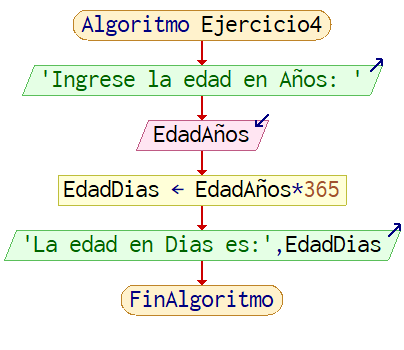 Algoritmo Ejercicio4
'Ingrese la edad en Años: '
EdadAños
EdadDias ← EdadAños*365
'La edad en Dias es:',EdadDias
FinAlgoritmo